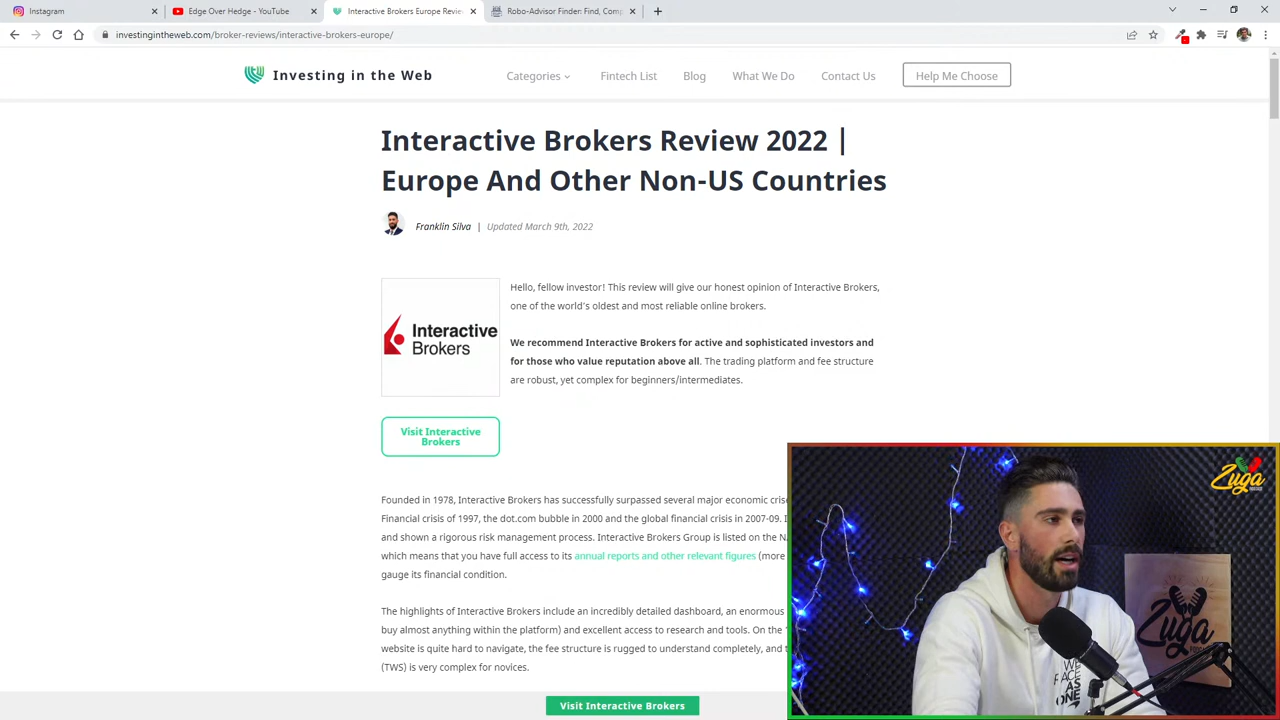 Instagram
Edge Over Hedge - YouTube
Interactive Brokers Europe Revie
Robo-Advisor Finder: Find, Comp
investingintheweb.com/broker-reviews/interactive-brokers-europe/
Investing in the Web
Categories
Fintech List
Blog
What We Do
Contact Us
Help Me Choose
Interactive Brokers Review 2022 |
Europe And Other Non-US Countries
Franklin Silva | Updated March 9th, 2022
Interactive
Brokers
Hello, fellow investor! This review will give our honest opinion of Interactive Brokers,
one of the world's oldest and most reliable online brokers.
We recommend Interactive Brokers for active and sophisticated investors and
for those who value reputation above all. The trading platform and fee structure
are robust, yet complex for beginners/intermediates.
Visit Interactive
Brokers
Founded in 1978, Interactive Brokers has successfully surpassed several major economic crise
Financial crisis of 1997, the dot.com bubble in 2000 and the global financial crisis in 2007-09. I
and shown a rigorous risk management process. Interactive Brokers Group is listed on the N
which means that you have full access to its annual reports and other relevant figures (more
gauge its financial condition.
The highlights of Interactive Brokers include an incredibly detailed dashboard, an enormous
buy almost anything within the platform) and excellent access to research and tools. On the
website is quite hard to navigate, the fee structure is rugged to understand completely, and t
(TWS) is very complex for novices.
Visit Interactive Brokers
Zuga
PODCAST
Zuga
WE
RACE
AS
ONE